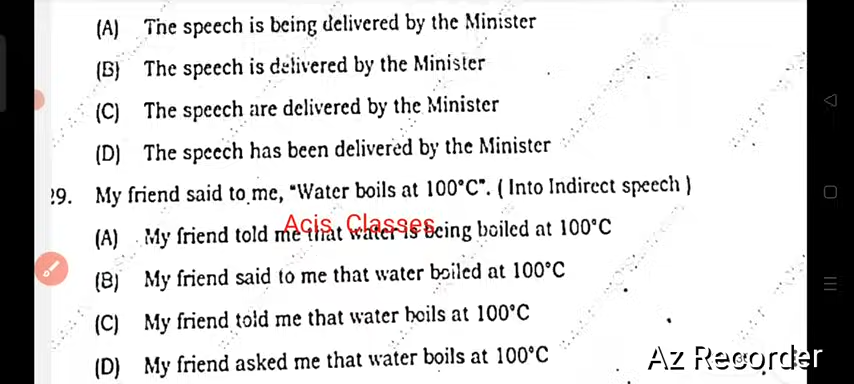 (A) The speech is being delivered by the Minister
(B) The speech is delivered by the Minister
(C) The speech are delivered by the Minister
(D) The speech has been delivered by the Minister
29. My friend said to me, "Water boils at 100°C". ( Into Indirect speech )
Acis Classes
(A) My friend told me that water is being boiled at 100°C
(B) My friend said to me that water boiled at 100°C
(C) My friend told me that water boils at 100°C
(D) My friend asked me that water boils at 100°C
Az Recorder